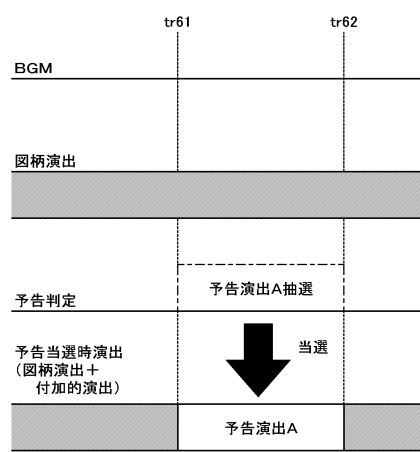 tr61 tr62
BGM
図柄演出
予告演出A抽選
予告判定
予告当選時演出
（図柄演出＋
付加的演出）
当選
予告演出A